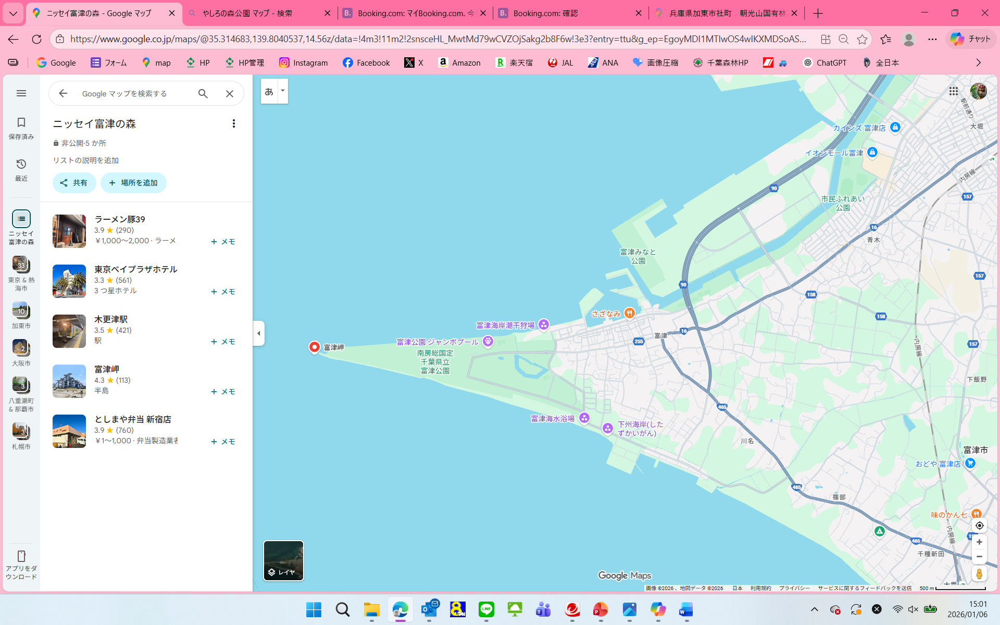 ニッセイ富津の森 - Google マップ
やしろの森公園 マップ - 検索
Booking.com: マイBooking.com. 今
Booking.com: 確認
兵庫県加東市社町 朝光山国有林
https://www.google.co.jp/maps/@35.314683,139.8040537,14.56z/data=!4m3!11m2!2snsceHL_MwtMd79wCVZOjSakg2b8F6w!3e3?entry=ttu&g_ep=EgoyMDI1MTIwOS4wIKXMDSoAS...
チャット
Google
フォーム
map
HP
HP管理
Instagram
Facebook
X
Amazon
楽天宿
JAL
ANA
画像圧縮
千葉森林HP
ChatGPT
全日本
Google マップを検索する
保存済み
最近
ニッセイ
富津の森
33
東京 & 熱
海市
10
加東市
2
大阪市
3
八重瀬町
& 那覇市
3
札幌市
アプリをダ
ウンロード
ニッセイ富津の森
非公開·5 か所
リストの説明を追加
共有
場所を追加
ラーメン豚39
3.9 ★ (290)
￥1,000～2,000 · ラーメ
+ メモ
東京ベイプラザホテル
3.3 ★ (561)
3 つ星ホテル
+ メモ
木更津駅
3.5 ★ (421)
駅
+ メモ
富津岬
4.3 ★ (113)
半島
+ メモ
としまや弁当 新宿店
3.9 ★ (760)
￥1～1,000 · 弁当製造業者
+ メモ
あ
駅前通り
大堀
カインズ 富津店
イオンモール富津
JR
内房線
157
90
市民ふれあい
公園
16
青木
富津みなと
公園
157
90
158
158
さざなみ
富津海岸潮干狩場
16
富津
255
157
内房線
富津公園 ジャンボプール
富津岬
南房総国定
千葉県立
富津公園
下飯野
465
富津海水浴場
下州海岸(した
ずかいがん)
川名
富津市
おどや 富津店
465
篠部
味のかん七
内房線
465
千種新田
レイヤ
Google Maps
画像 ©2026 、地図データ ©2026
日本
利用規約
プライバシー
サービスに関するフィードバックを送信
500 m
15:01
2026/01/06